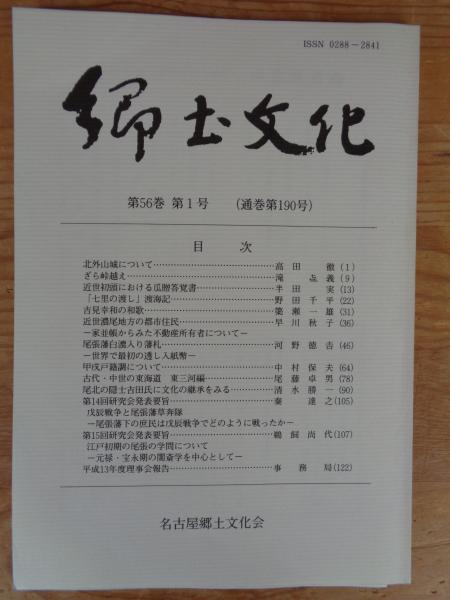 ISSN 0288－2841
郷土文化
第56巻 第1号 （通巻第190号）
目 次
北外山城について……………………………高田 徹（1）
ざら峠越え……………………………滝 義（9）
近世初頭における瓜贈答覚書……………………………半田 実（13）
「七里の渡し」渡海記……………………………野田千平（22）
吉見幸和の和歌……………………………簗瀬一雄（31）
近世濃尾地方の都市住民……………………………早川秋子（36）
－家並帳からみた不動産所有者について－
尾張藩白透入り藩札……………………………河野徳吉（46）
－世界で最初の透し入紙幣－
甲戌戸籍調について……………………………中村保夫（64）
古代・中世の東海道 東三河編……………………………尾藤卓男（78）
尾北の隠士吉田氏に文化の継承をみる……………………………清水勝一（90）
第14回研究会発表要旨……………………………秦 達之（105）
戊辰戦争と尾張藩草奔隊
－尾張藩下の庶民は戊辰戦争でどのように戦ったか－
第15回研究会発表要旨……………………………鵜飼尚代（107）
江戸初期の尾張の学問について
－元禄・宝永期の闇斎学を中心として－
平成13年度理事会報告……………………………事務局（122）
名古屋郷土文化会